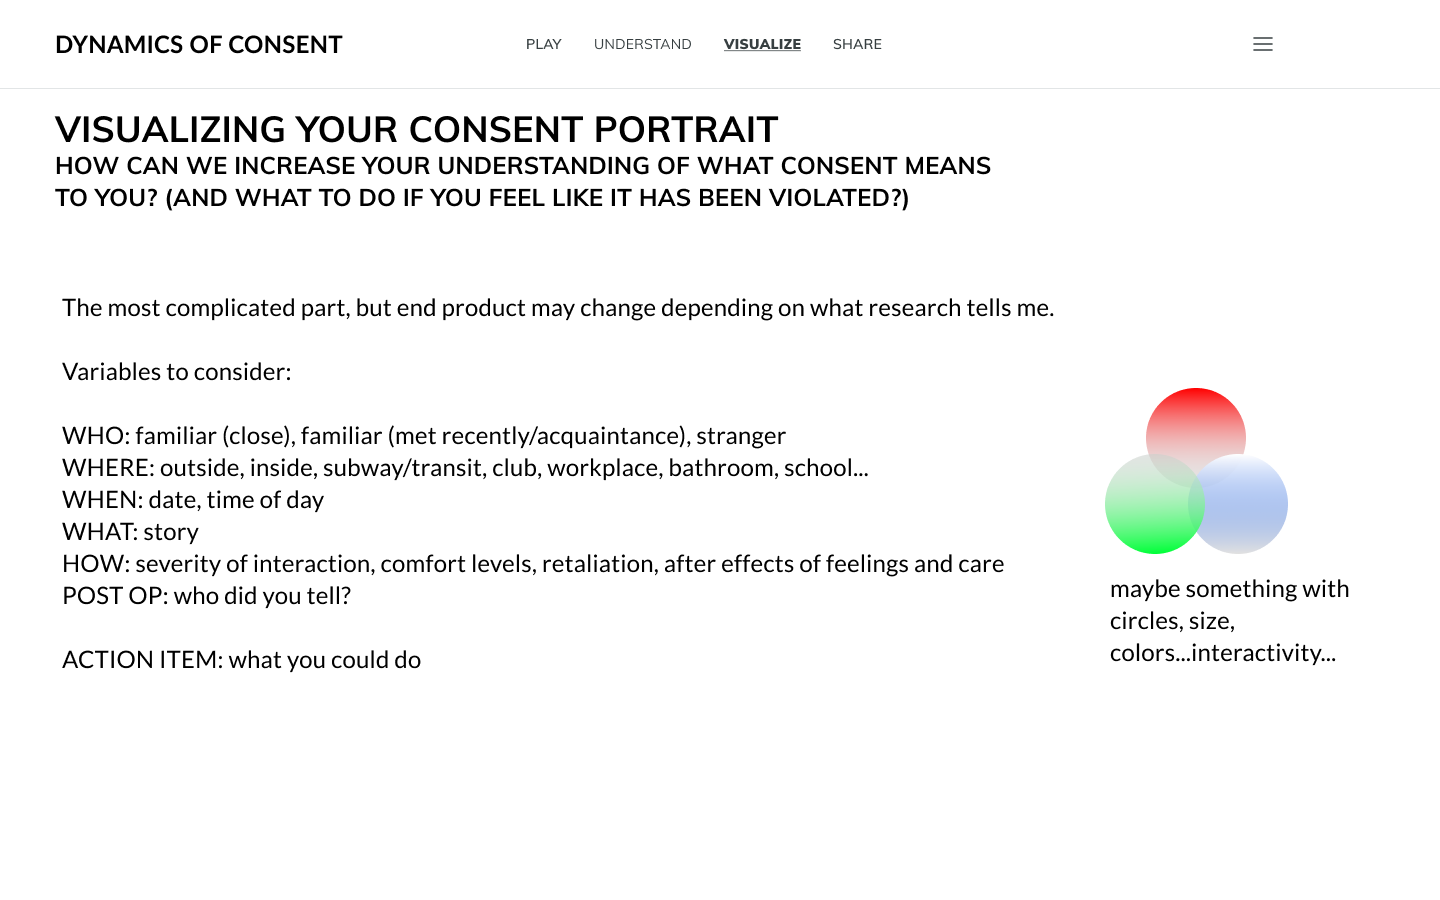 DYNAMICS OF CONSENT
PLAY UNDERSTAND VISUALIZE SHARE
VISUALIZING YOUR CONSENT PORTRAIT
HOW CAN WE INCREASE YOUR UNDERSTANDING OF WHAT CONSENT MEANS
TO YOU? (AND WHAT TO DO IF YOU FEEL LIKE IT HAS BEEN VIOLATED?)
The most complicated part, but end product may change depending on what research tells me.
Variables to consider:
WHO: familiar (close), familiar (met recently/acquaintance), stranger
WHERE: outside, inside, subway/transit, club, workplace, bathroom, school...
WHEN: date, time of day
WHAT: story
HOW: severity of interaction, comfort levels, retaliation, after effects of feelings and care
POST OP: who did you tell?
ACTION ITEM: what you could do
maybe something with
circles, size,
colors...interactivity...